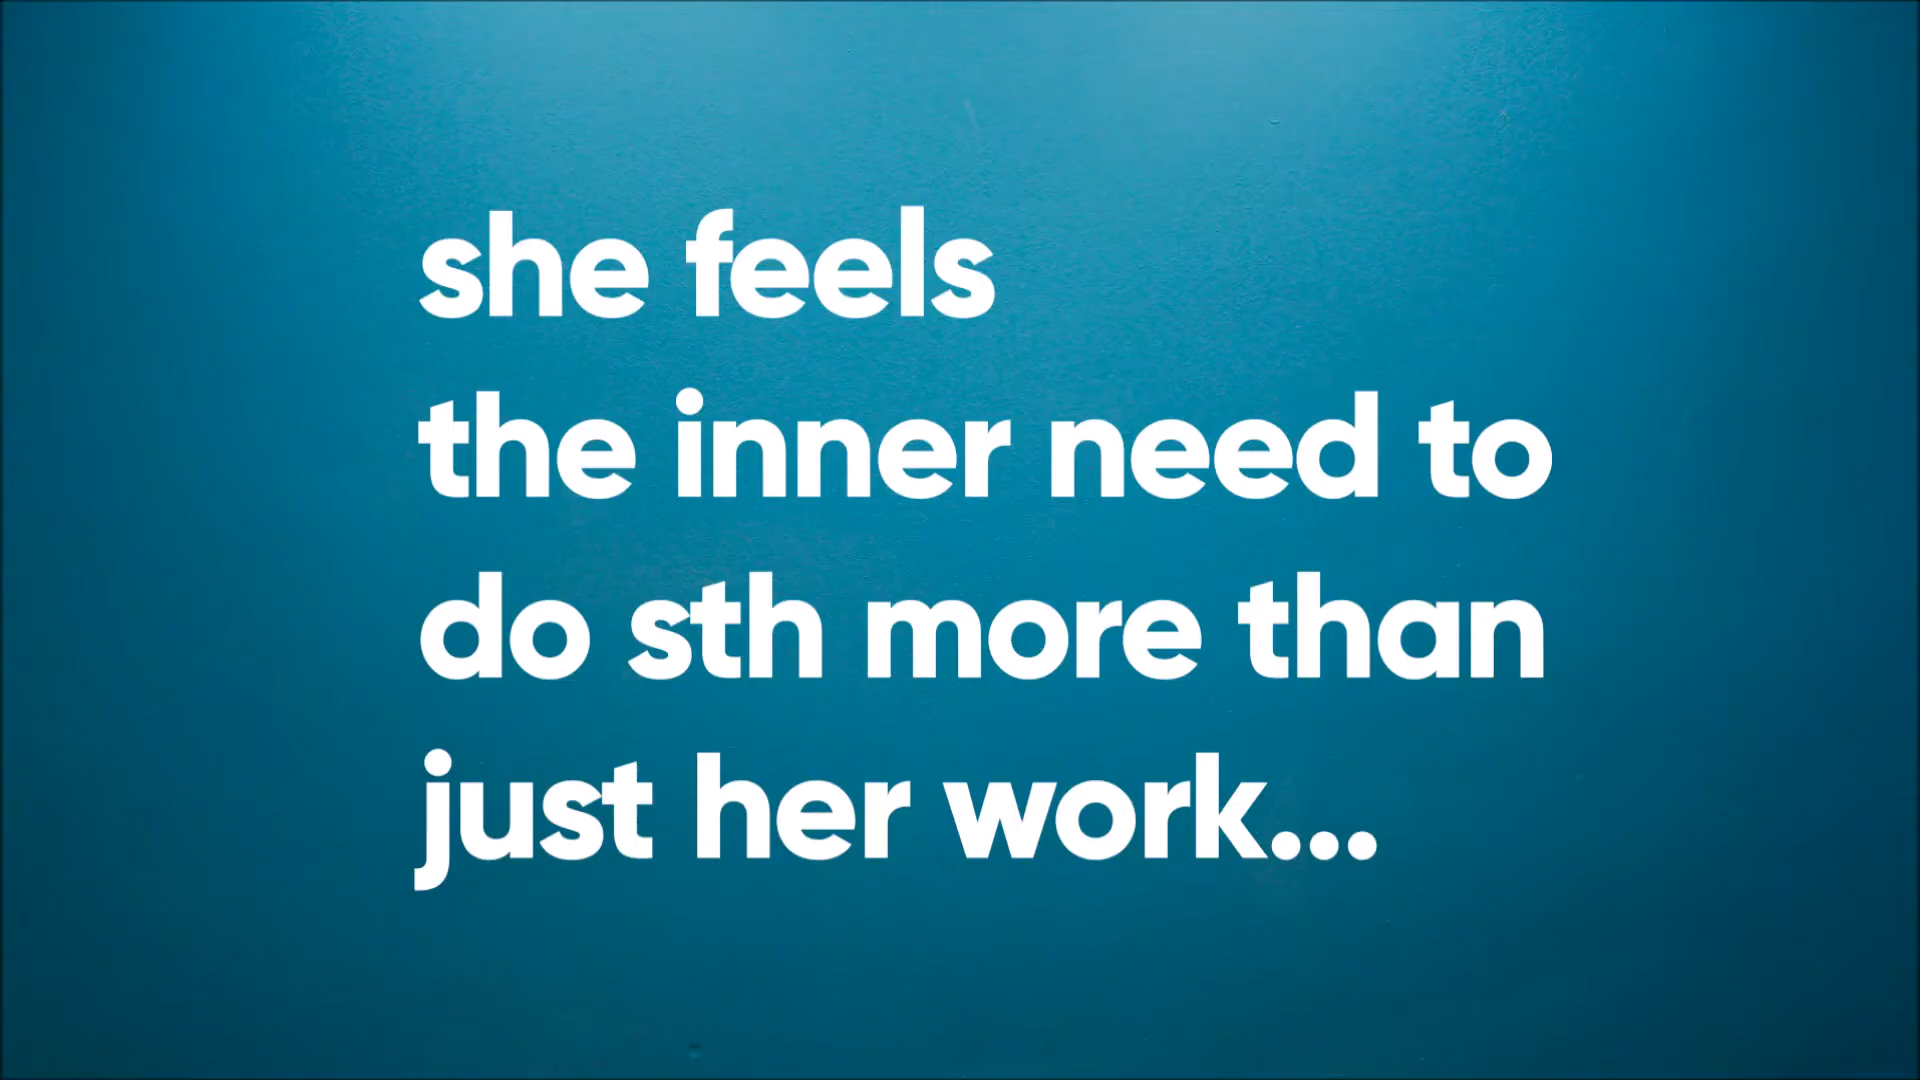 she feels
the inner need to
do sth more than
just her work...